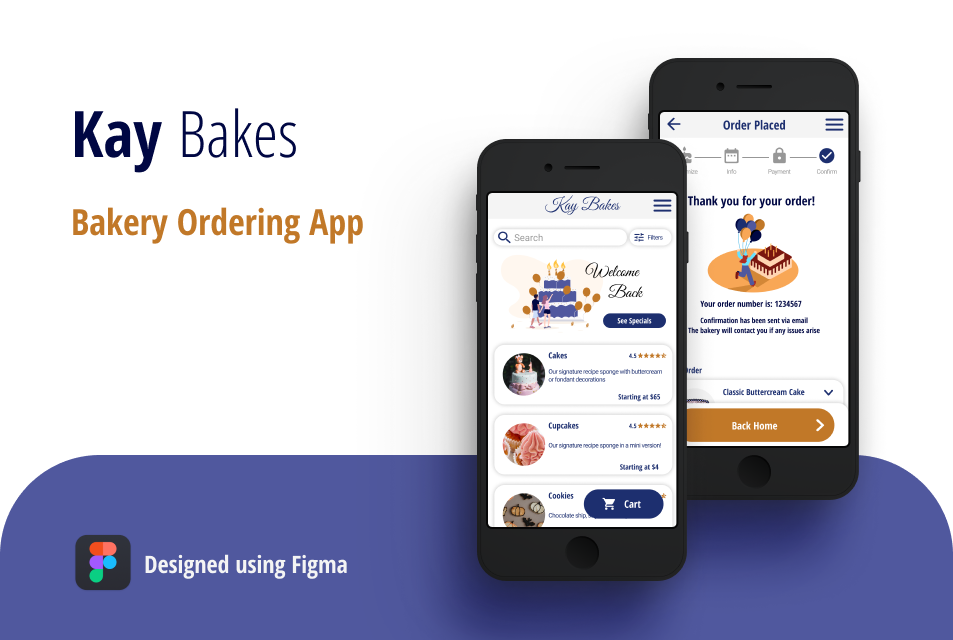 Kay Bakes
Bakery Ordering App
Designed using Figma
Kay Bakes
Search
Filters
Welcome
Back
See Specials
Cakes
4.5
Our signature recipe sponge with buttercream
or fondant decorations
Starting at $65
Cupcakes
4.5
Our signature recipe sponge in a mini version!
Starting at $4
Cookies
Chocolate chip,
Cart
Order Placed
Info
Payment
Confirm
Thank you for your order!
Your order number is: 1234567
Confirmation has been sent via email
The bakery will contact you if any issues arise
Classic Buttercream Cake
Back Home